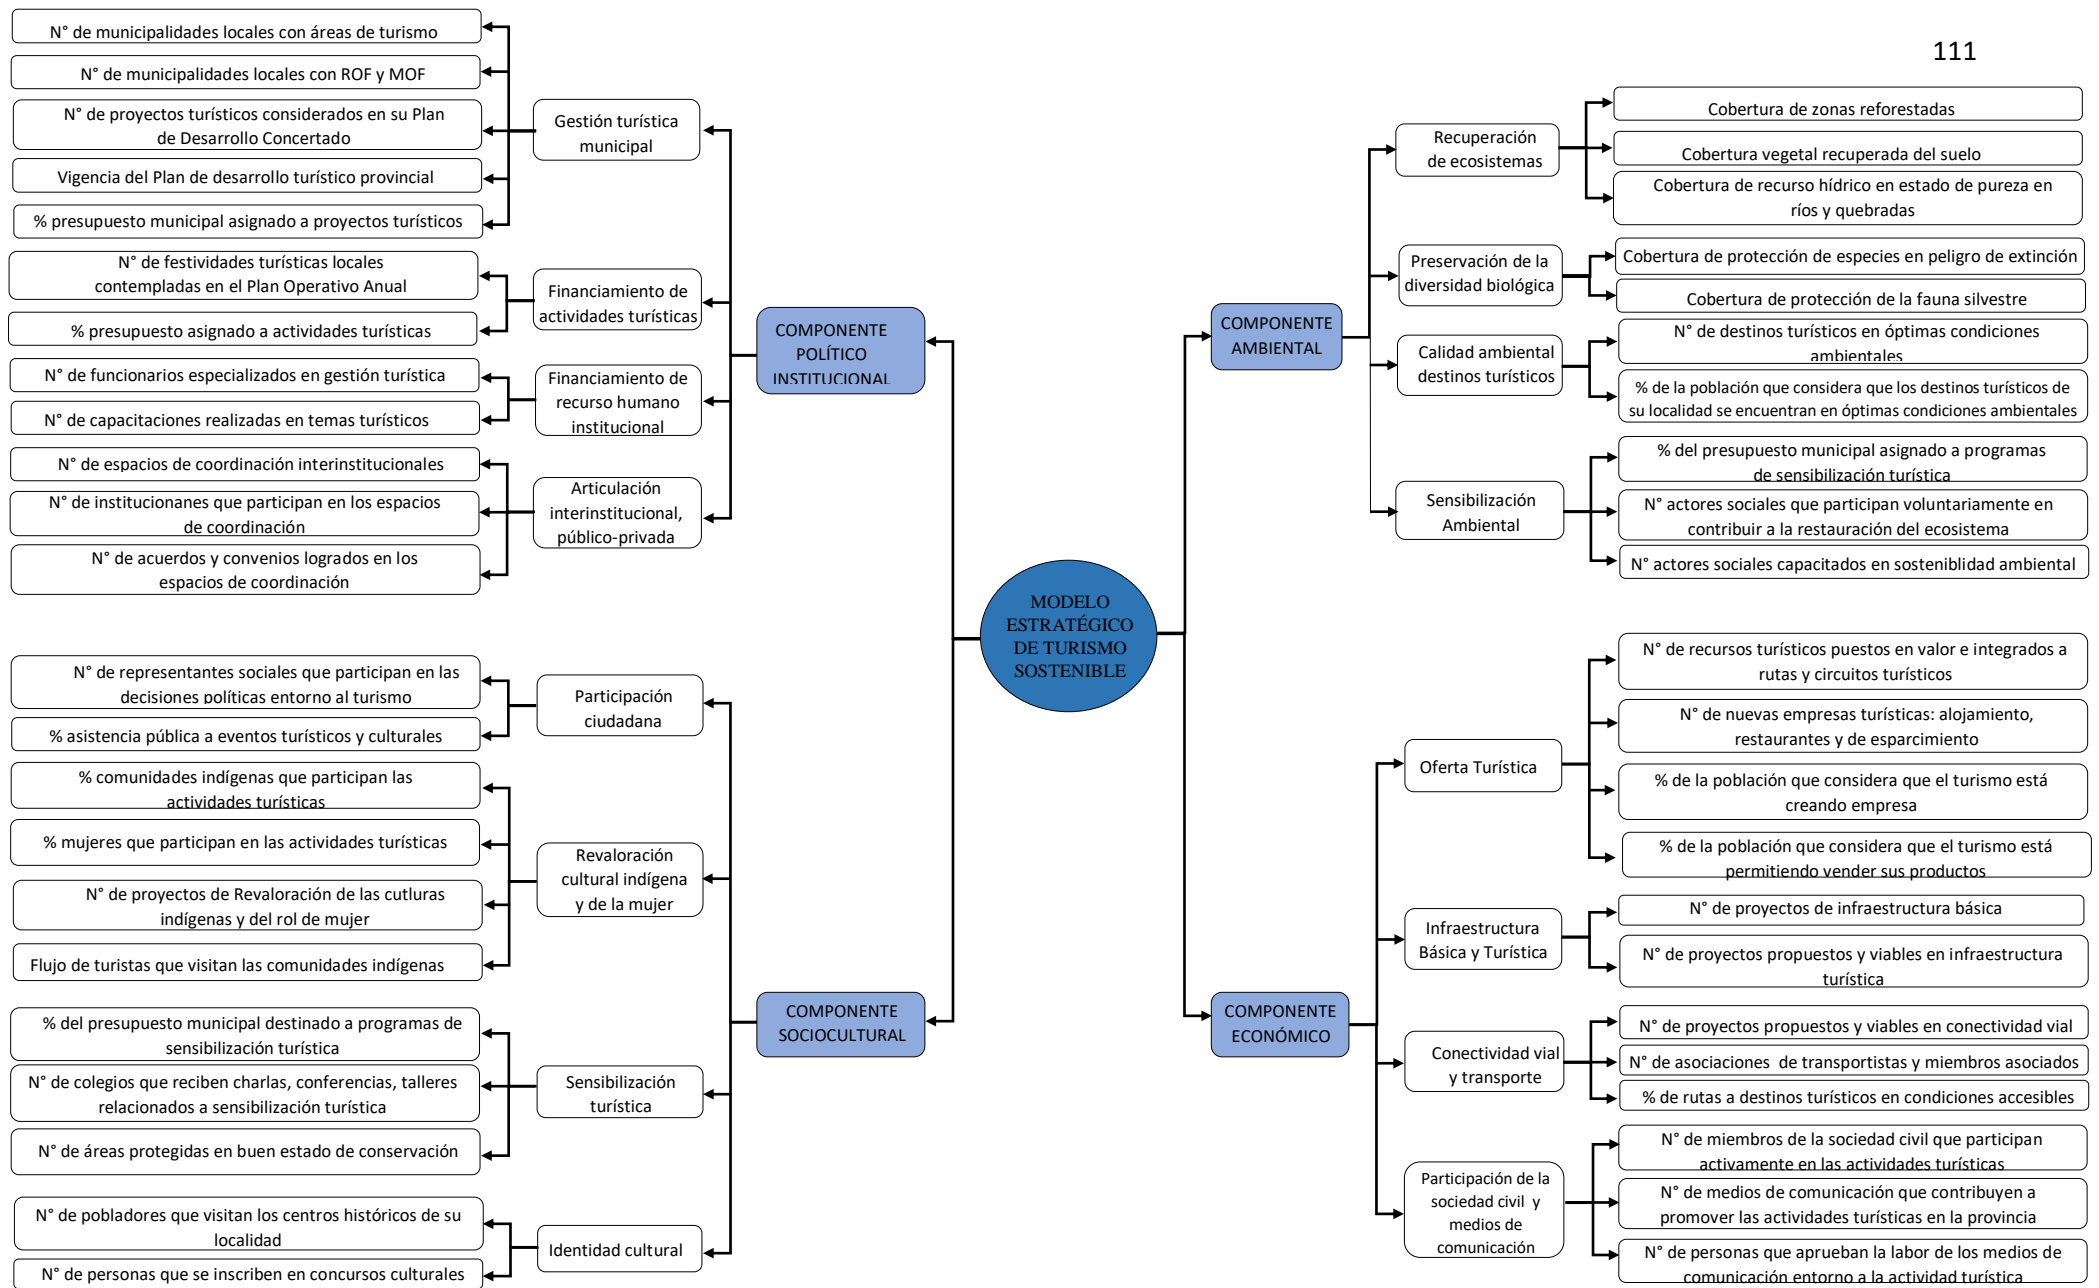 111
N° de municipalidades locales con áreas de turismo
N° de municipalidades locales con ROF y MOF
N° de proyectos turísticos considerados en su Plan
de Desarrollo Concertado
Vigencia del Plan de desarrollo turístico provincial
% presupuesto municipal asignado a proyectos turísticos
Gestión turística
municipal
N° de festividades turísticas locales
contempladas en el Plan Operativo Anual
% presupuesto asignado a actividades turísticas
Financiamiento de
actividades turísticas
N° de funcionarios especializados en gestión turística
N° de capacitaciones realizadas en temas turísticos
Financiamiento de
recurso humano
institucional
N° de espacios de coordinación interinstitucionales
N° de institucionanes que participan en los espacios
de coordinación
N° de acuerdos y convenios logrados en los
espacios de coordinación
Articulación
interinstitucional,
público-privada
COMPONENTE
POLÍTICO
INSTITUCIONAL
N° de representantes sociales que participan en las
decisiones políticas entorno al turismo
% asistencia pública a eventos turísticos y culturales
Participación
ciudadana
% comunidades indígenas que participan las
actividades turísticas
% mujeres que participan en las actividades turísticas
N° de proyectos de Revaloración de las cutluras
indígenas y del rol de mujer
Flujo de turistas que visitan las comunidades indígenas
Revaloración
cultural indígena
y de la mujer
% del presupuesto municipal destinado a programas de
sensibilización turística
N° de colegios que reciben charlas, conferencias, talleres
relacionados a sensibilización turística
N° de áreas protegidas en buen estado de conservación
Sensibilización
turística
N° de pobladores que visitan los centros históricos de su
localidad
N° de personas que se inscriben en concursos culturales
Identidad cultural
COMPONENTE
SOCIOCULTURAL
MODELO
ESTRATÉGICO
DE TURISMO
SOSTENIBLE
COMPONENTE
AMBIENTAL
Recuperación
de ecosistemas
Cobertura de zonas reforestadas
Cobertura vegetal recuperada del suelo
Cobertura de recurso hídrico en estado de pureza en
ríos y quebradas
Preservación de la
diversidad biológica
Cobertura de protección de especies en peligro de extinción
Cobertura de protección de la fauna silvestre
Calidad ambiental
destinos turísticos
N° de destinos turísticos en óptimas condiciones
ambientales
% de la población que considera que los destinos turísticos de
su localidad se encuentran en óptimas condiciones ambientales
Sensibilización
Ambiental
% del presupuesto municipal asignado a programas
de sensibilización turística
N° actores sociales que participan voluntariamente en
contribuir a la restauración del ecosistema
N° actores sociales capacitados en sosteniblidad ambiental
COMPONENTE
ECONÓMICO
Oferta Turística
N° de recursos turísticos puestos en valor e integrados a
rutas y circuitos turísticos
N° de nuevas empresas turísticas: alojamiento,
restaurantes y de esparcimiento
% de la población que considera que el turismo está
creando empresa
% de la población que considera que el turismo está
permitiendo vender sus productos
Infraestructura
Básica y Turística
N° de proyectos de infraestructura básica
N° de proyectos propuestos y viables en infraestructura
turística
Conectividad vial
y transporte
N° de proyectos propuestos y viables en conectividad vial
N° de asociaciones de transportistas y miembros asociados
% de rutas a destinos turísticos en condiciones accesibles
Participación de la
sociedad civil y
medios de
comunicación
N° de miembros de la sociedad civil que participan
activamente en las actividades turísticas
N° de medios de comunicación que contribuyen a
promover las actividades turísticas en la provincia
N° de personas que aprueban la labor de los medios de
comunicación entorno a la actividad turística